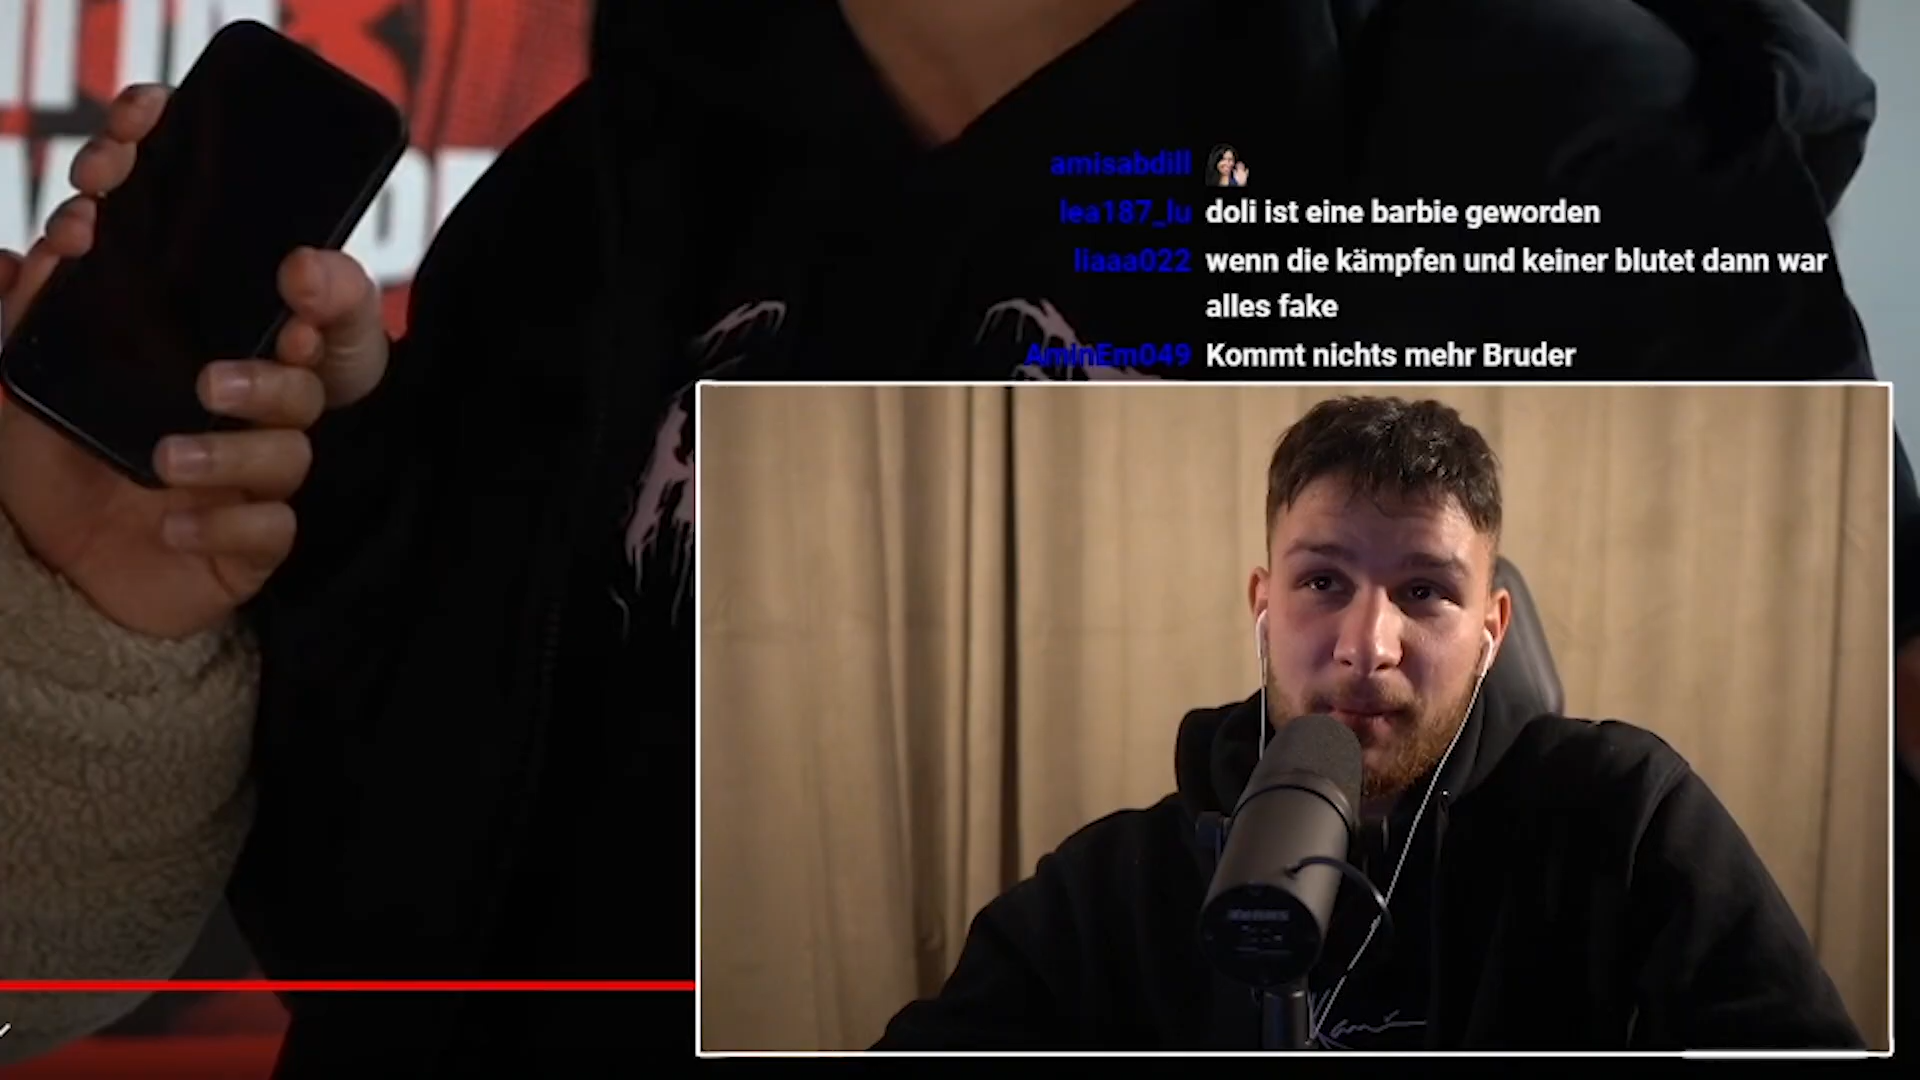 amisabdill
lea187_lu doli ist eine barbie geworden
liaaa022 wenn die kämpfen und keiner blutet dann war
alles fake
AminEm049 Kommt nichts mehr Bruder